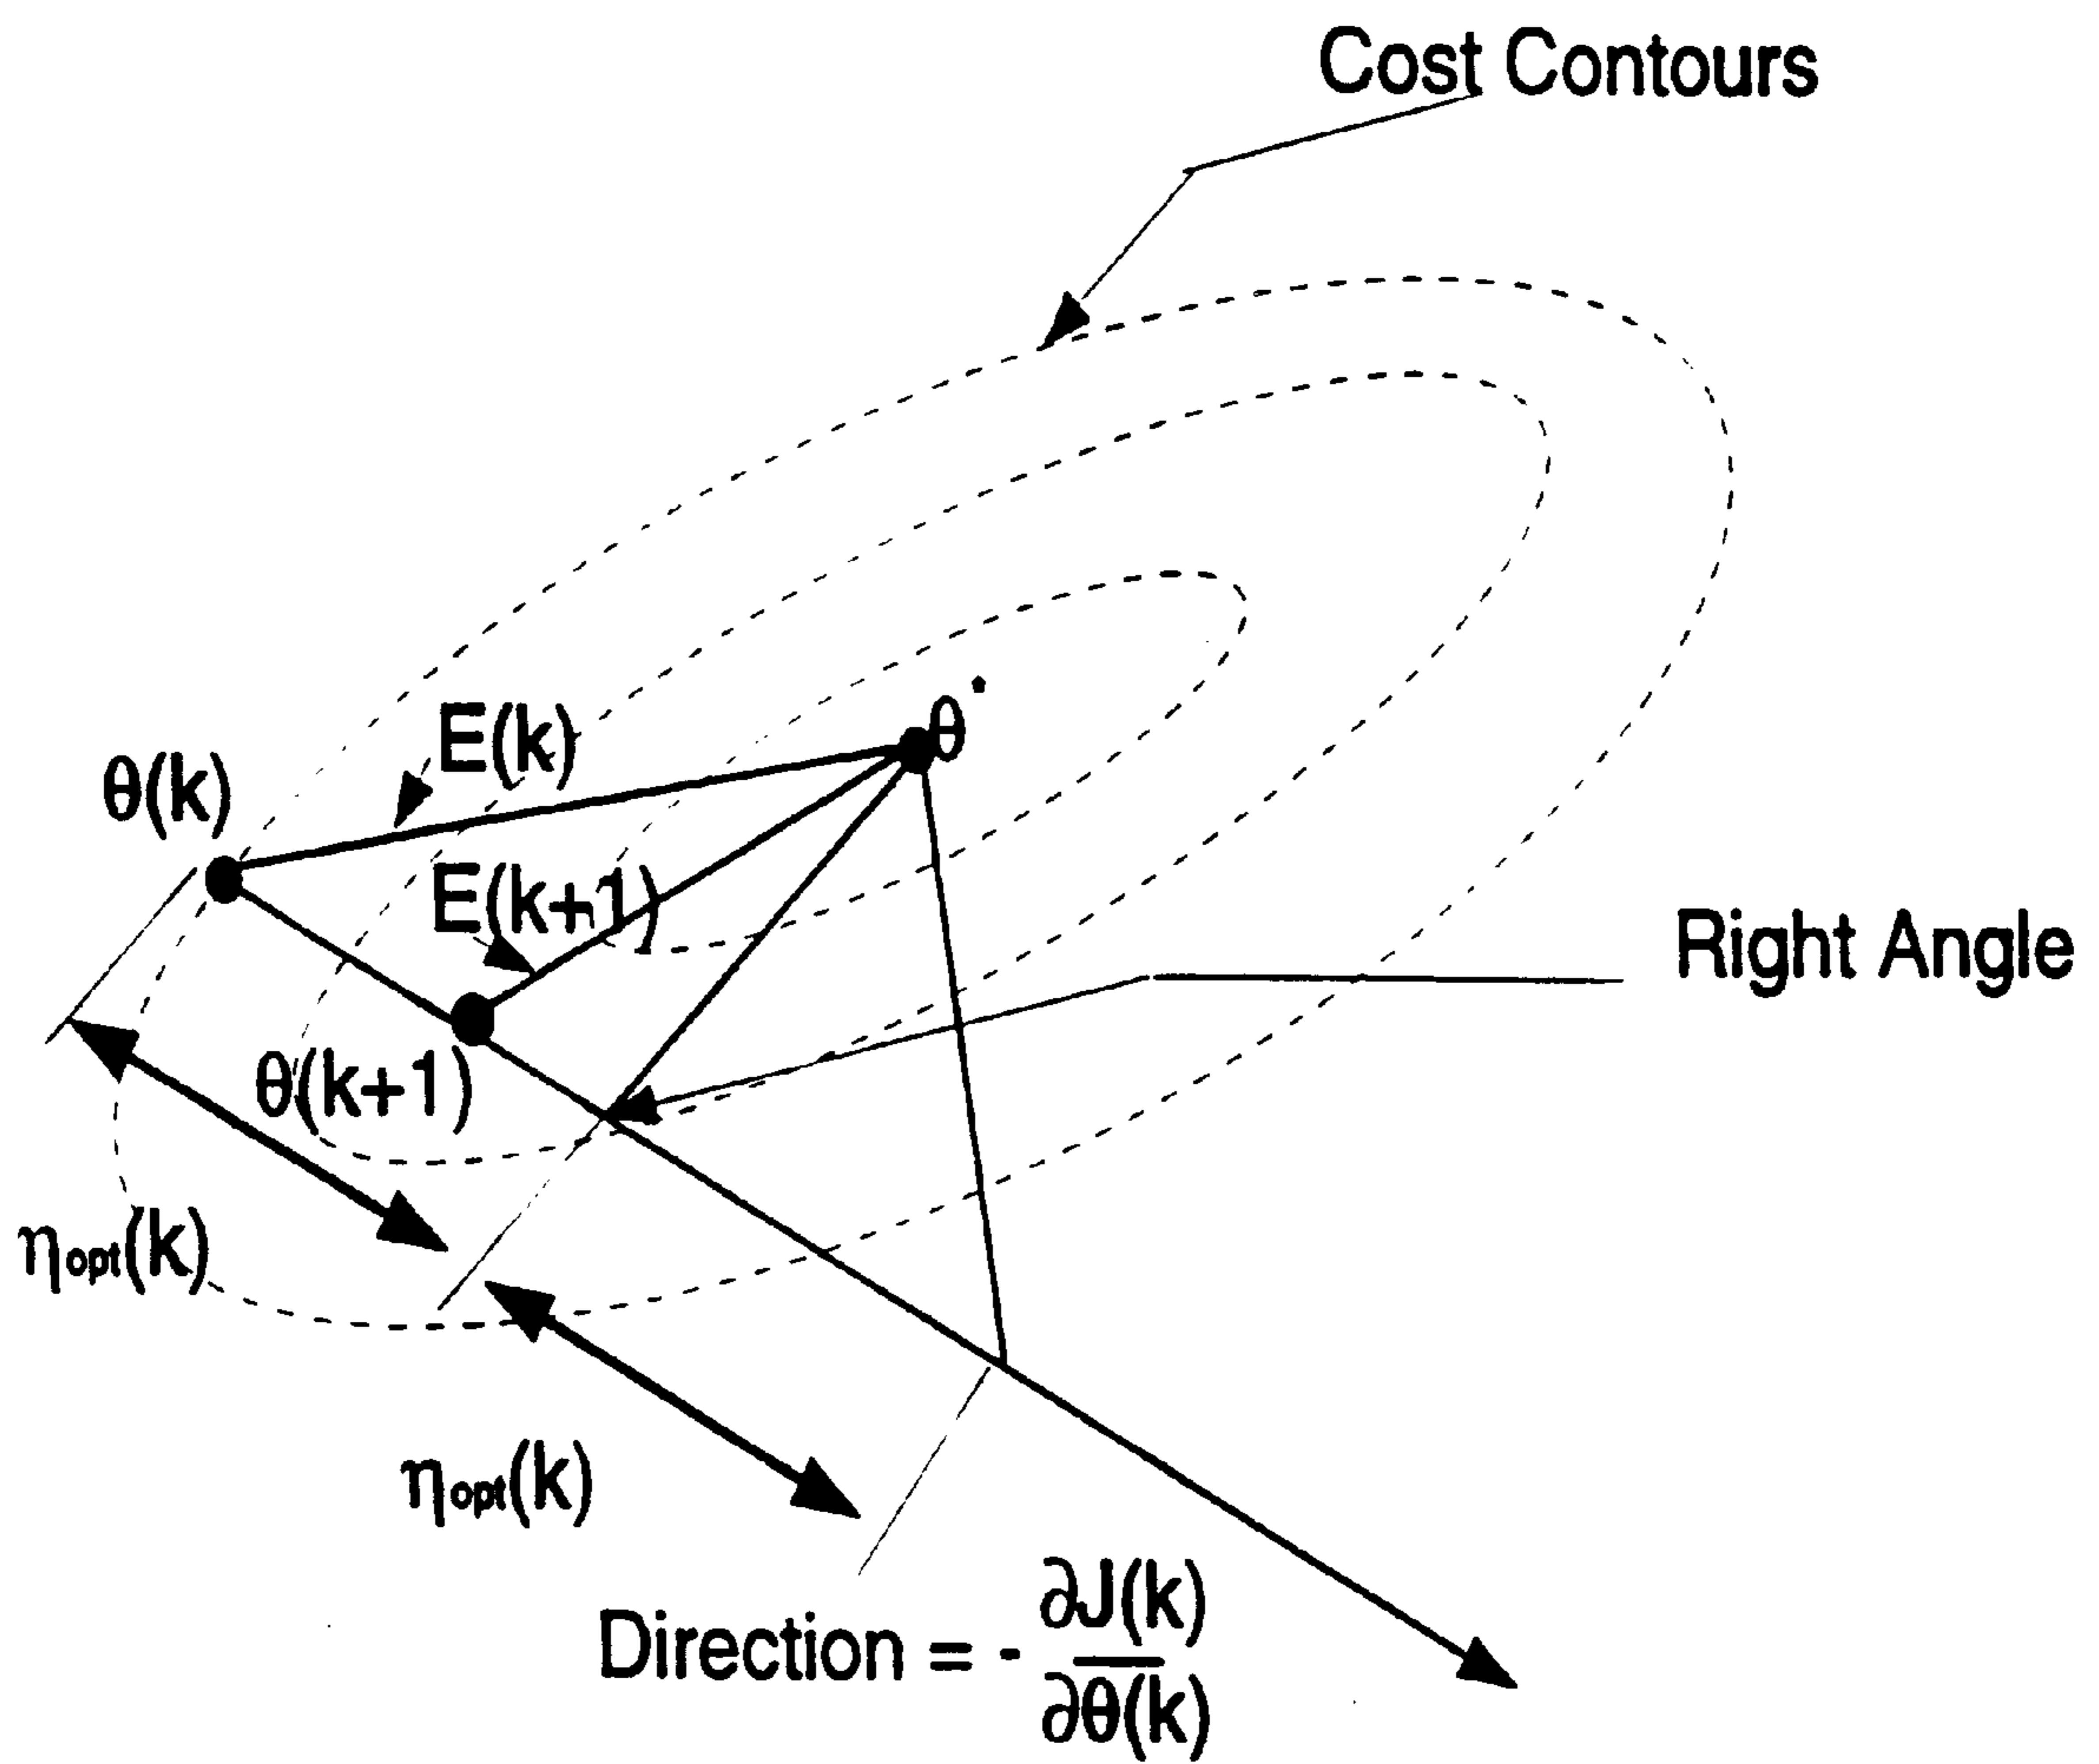 Cost Contours
θ*
E(k)
θ(k)
E(k+1)
Right Angle
θ(k+1)
ηopt(k)
ηopt(k)
Direction = - ∂J(k)
∂θ(k)